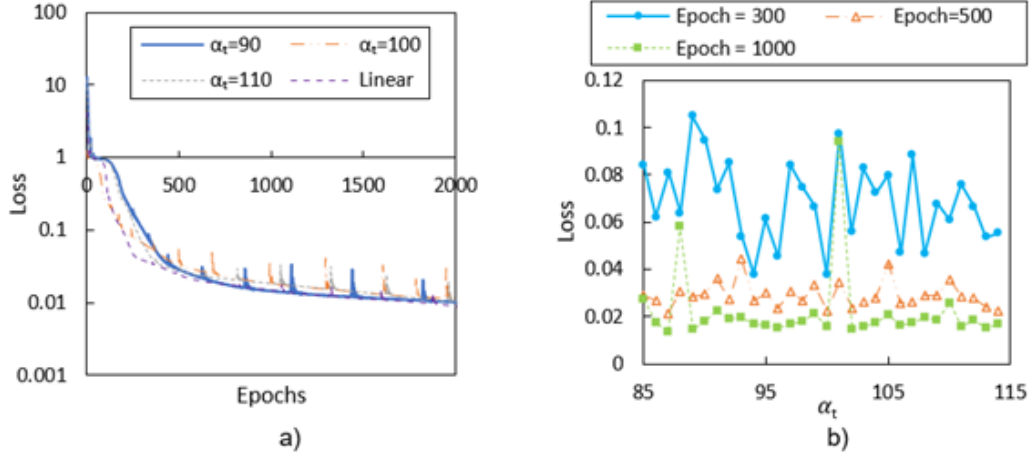 αt=90 αt=100
αt=110 Linear
100
10
1
0.1
0.01
0.001
0 500 1000 1500 2000
Loss
Epochs
a)
Epoch = 300 Epoch=500
Epoch = 1000
0.12
0.1
0.08
0.06
0.04
0.02
0
85 95 105 115
Loss
αt
b)